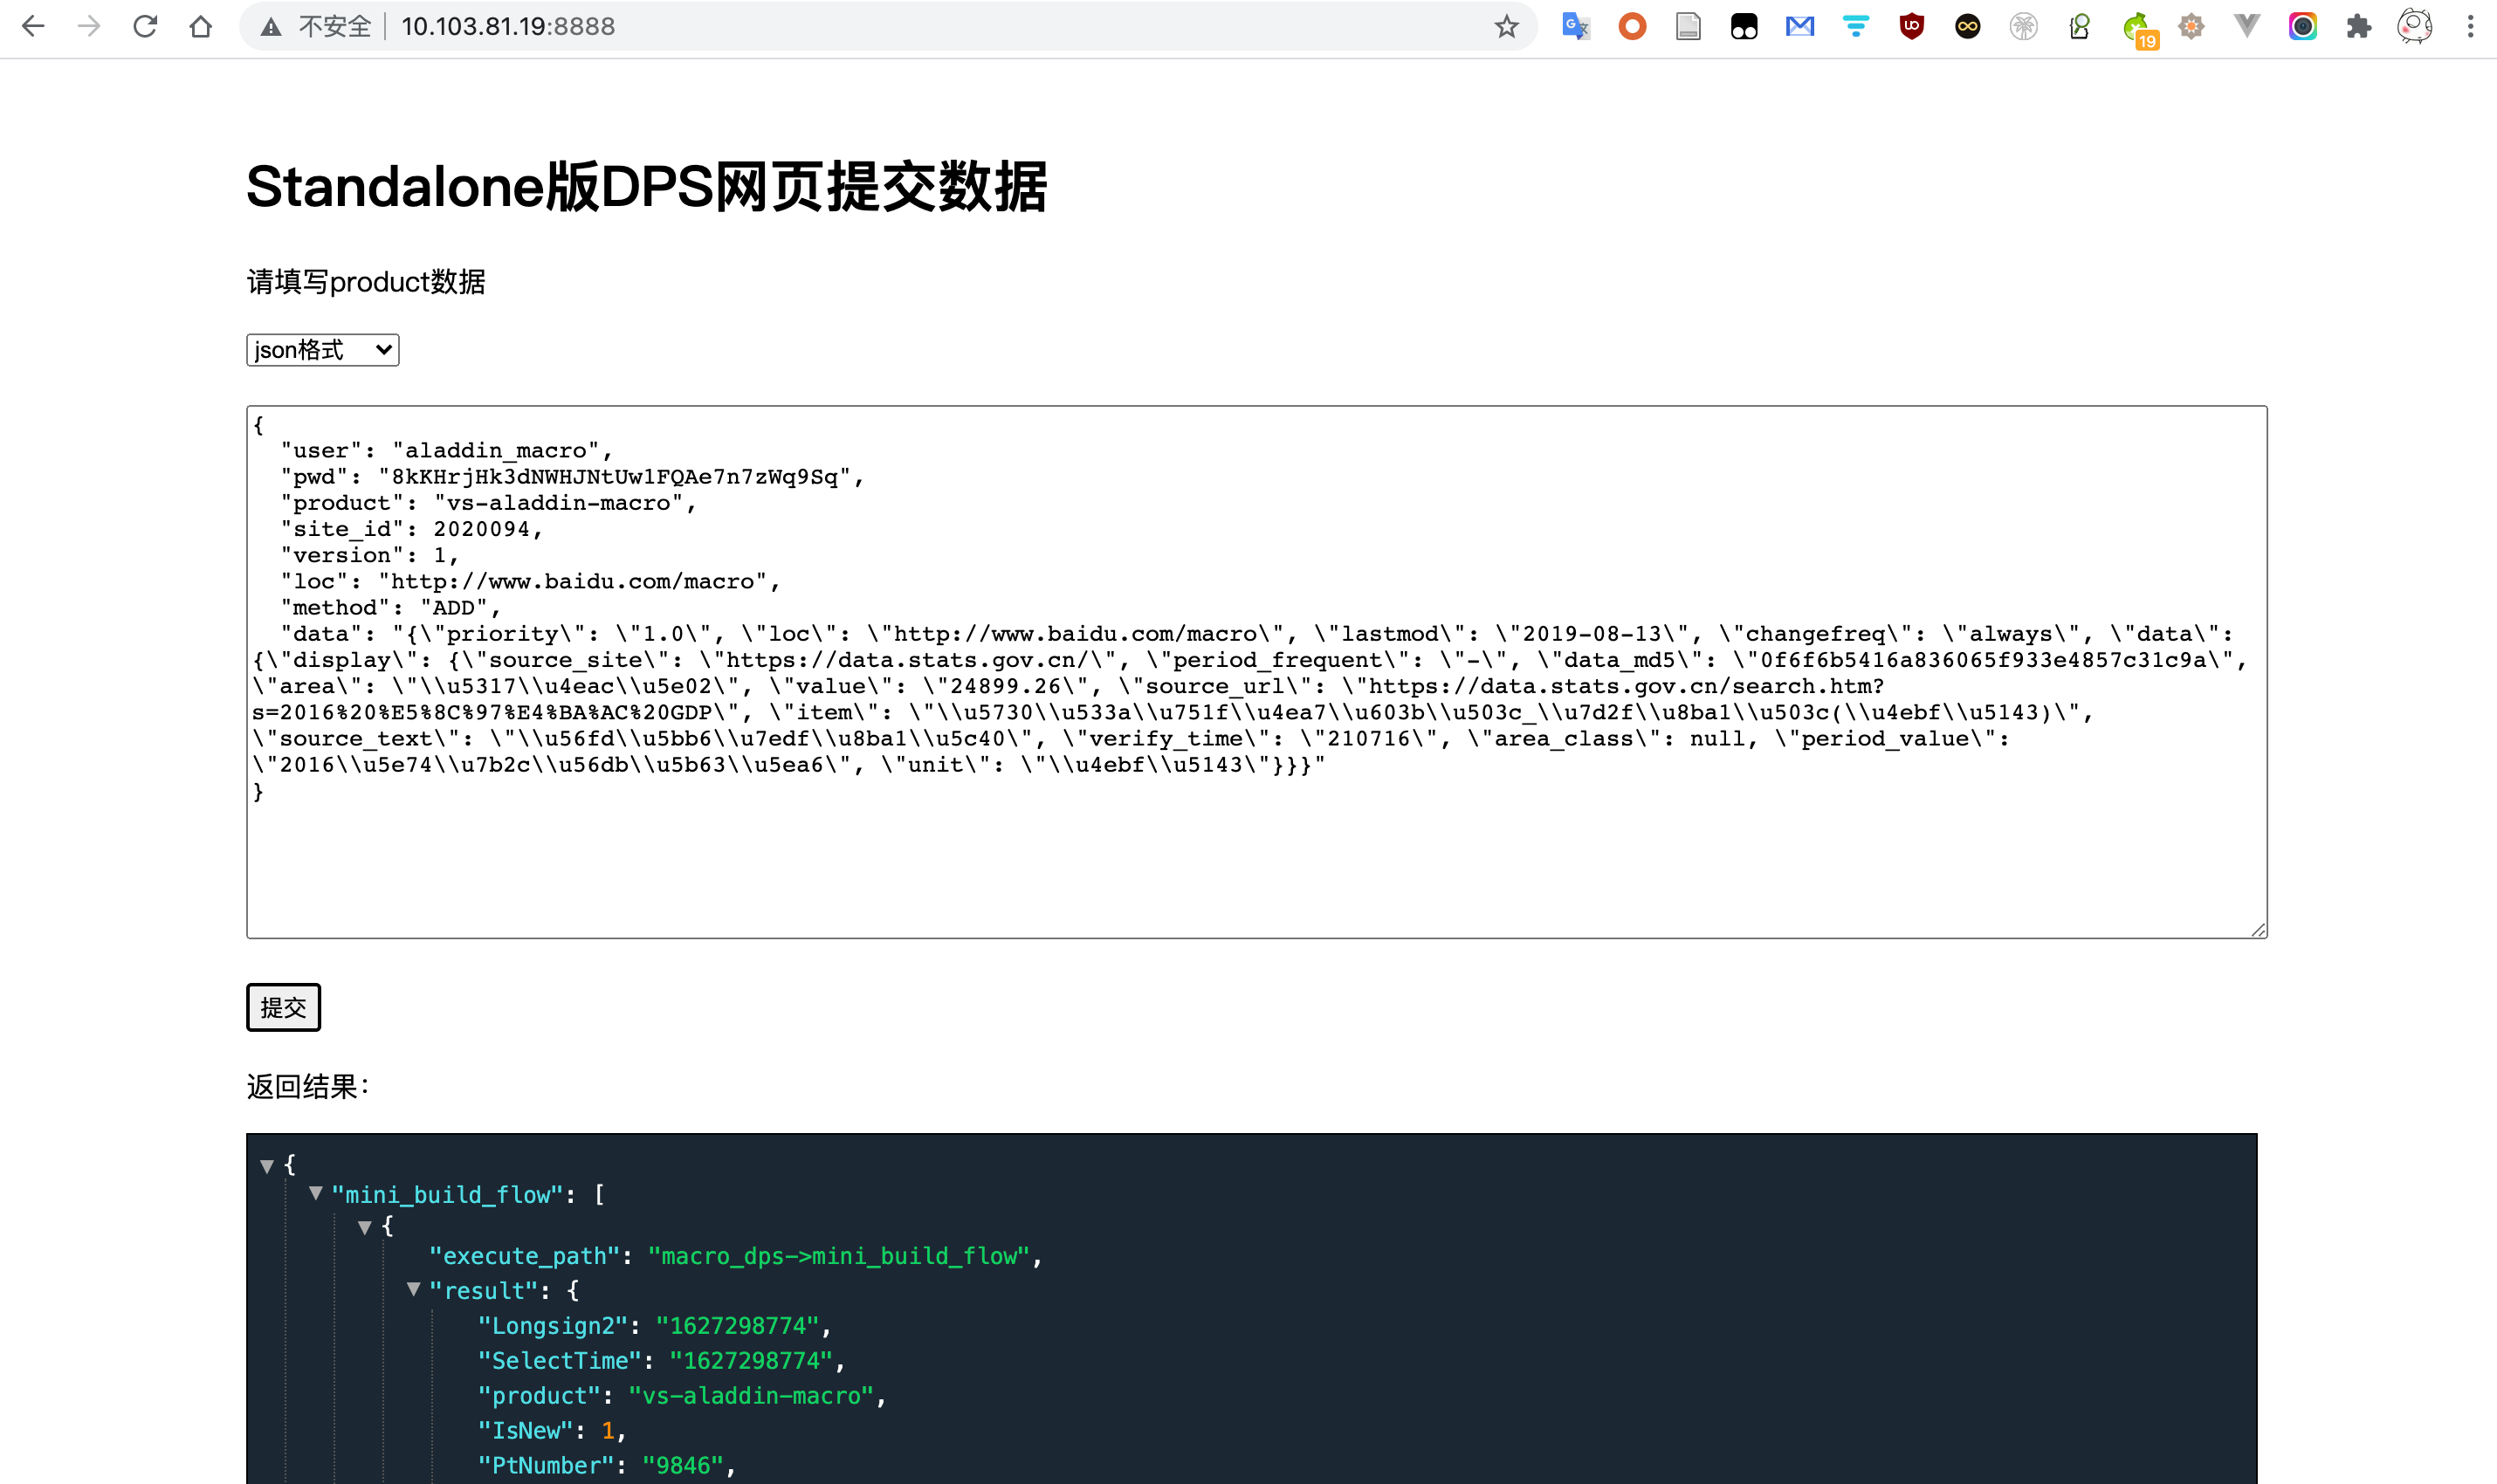 不安全 10.103.81.19:8888
19
Standalone版DPS网页提交数据
请填写product数据
json格式
{
  "user": "aladdin_macro",
  "pwd": "8kKHrjHk3dNWHJNtUw1FQAe7n7zWq9Sq",
  "product": "vs-aladdin-macro",
  "site_id": 2020094,
  "version": 1,
  "loc": "http://www.baidu.com/macro",
  "method": "ADD",
  "data": "{\"priority\": \"1.0\", \"loc\": \"http://www.baidu.com/macro\", \"lastmod\": \"2019-08-13\", \"changefreq\": \"always\", \"data\":
{\"display\": {\"source_site\": \"https://data.stats.gov.cn/\", \"period_frequent\": \"-\", \"data_md5\": \"0f6f6b5416a836065f933e4857c31c9a\",
\"area\": \"\\u5317\\u4eac\\u5e02\", \"value\": \"24899.26\", \"source_url\": \"https://data.stats.gov.cn/search.htm?
s=2016%20%E5%8C%97%E4%BA%AC%20GDP\", \"item\": \"\\u5730\\u533a\\u751f\\u4ea7\\u603b\\u503c_\\u7d2f\\u8ba1\\u503c(\\u4ebf\\u5143)\",
\"source_text\": \"\\u56fd\\u5bb6\\u7edf\\u8ba1\\u5c40\", \"verify_time\": \"210716\", \"area_class\": null, \"period_value\":
\"2016\\u5e74\\u7b2c\\u56db\\u5b63\\u5ea6\", \"unit\": \"\\u4ebf\\u5143\"}}}"
}
提交
返回结果：
{
"mini_build_flow": [
{
"execute_path": "macro_dps->mini_build_flow",
"result": {
"Longsign2": "1627298774",
"SelectTime": "1627298774",
"product": "vs-aladdin-macro",
"IsNew": 1,
"PtNumber": "9846",